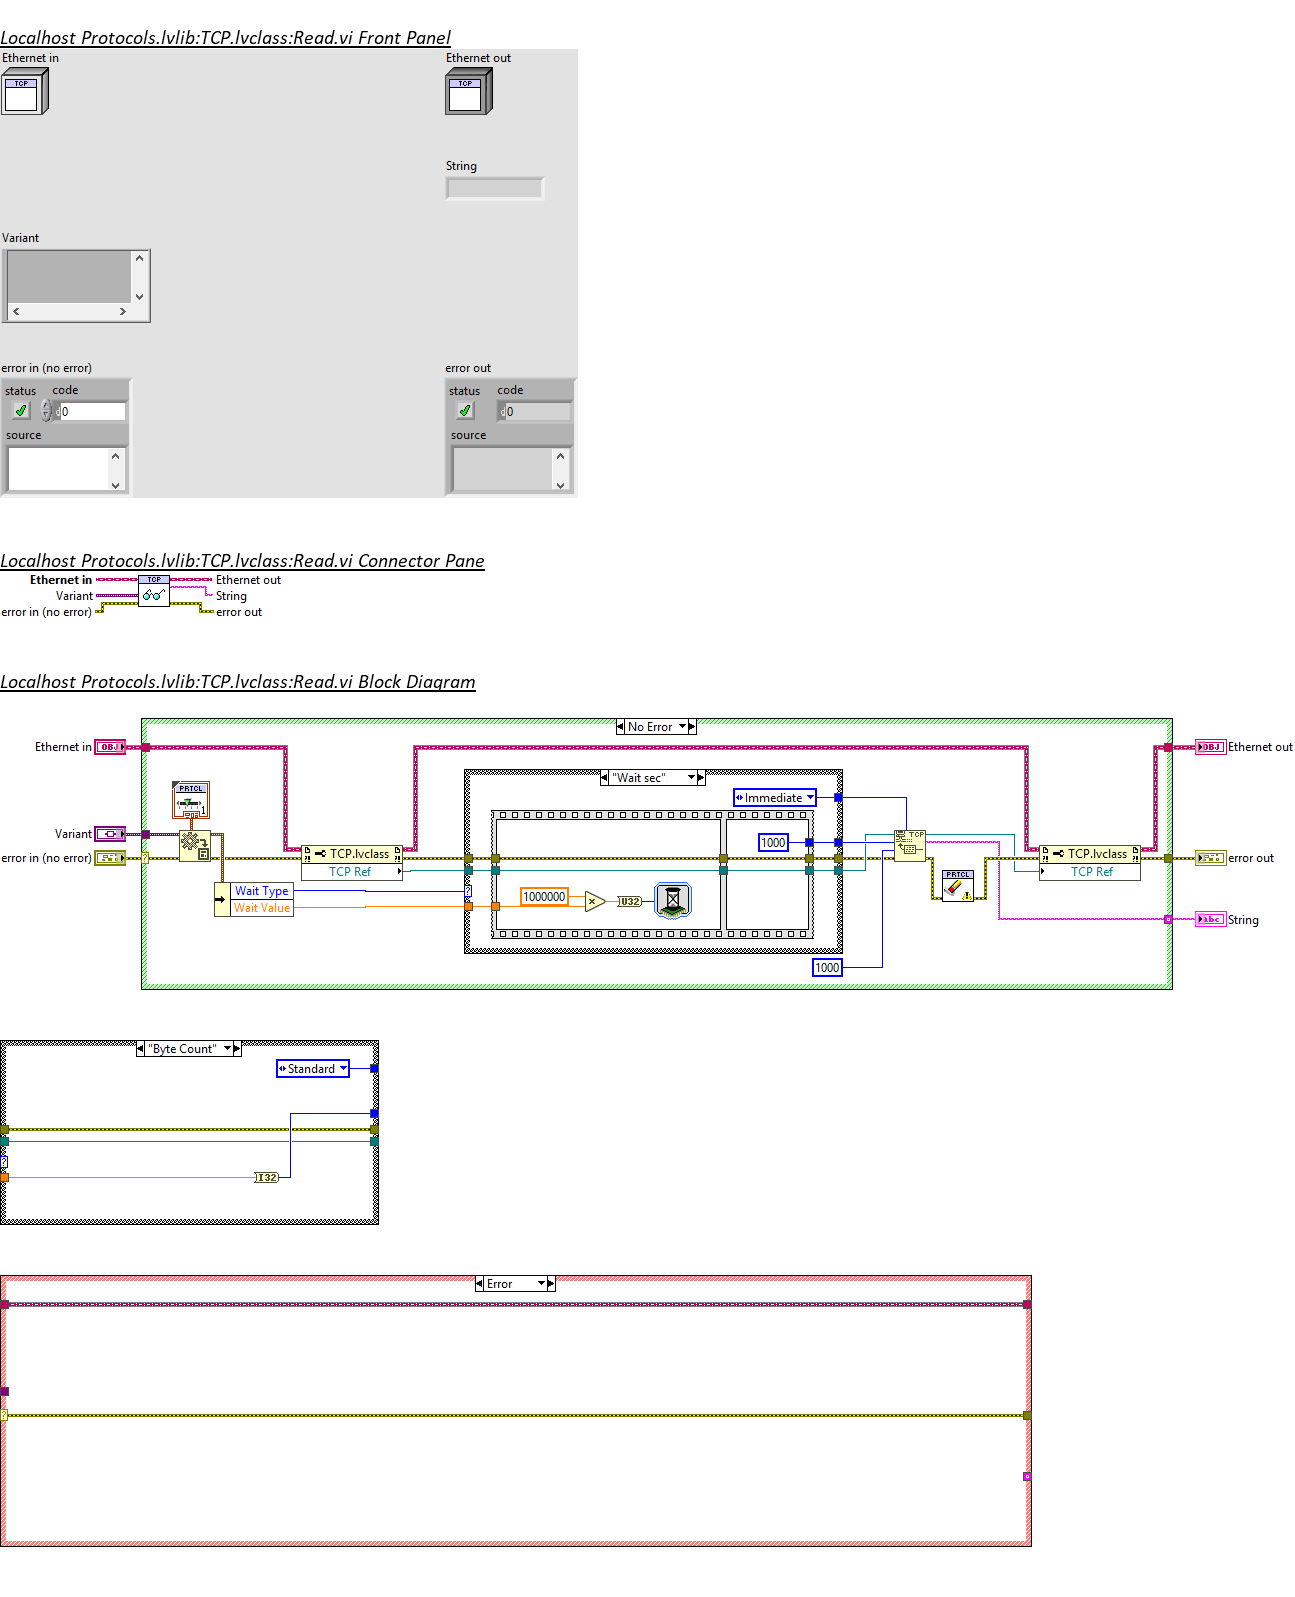 Localhost Protocols.lvlib:TCP.lvclass:Read.vi Front Panel
Ethernet in
Ethernet out
TCP
TCP
String
Variant
error in (no error)
error out
status
code
status
code
d
0
d
0
source
source
Localhost Protocols.lvlib:TCP.lvclass:Read.vi Connector Pane
Ethernet in
TCP
Ethernet out
Variant
String
error in (no error)
error out
Localhost Protocols.lvlib:TCP.lvclass:Read.vi Block Diagram
No Error
Ethernet in
OBJ
OBJ
Ethernet out
"Wait sec"
PRTCL
1
Immediate
Variant
1000
TCP
error in (no error)
?
TCP.lvclass
TCP.lvclass
error out
TCP Ref
TCP Ref
PRTCL
Wait Type
?
1000000
x
U32
Wait Value
abc
String
1000
"Byte Count"
Standard
?
I32
Error
?